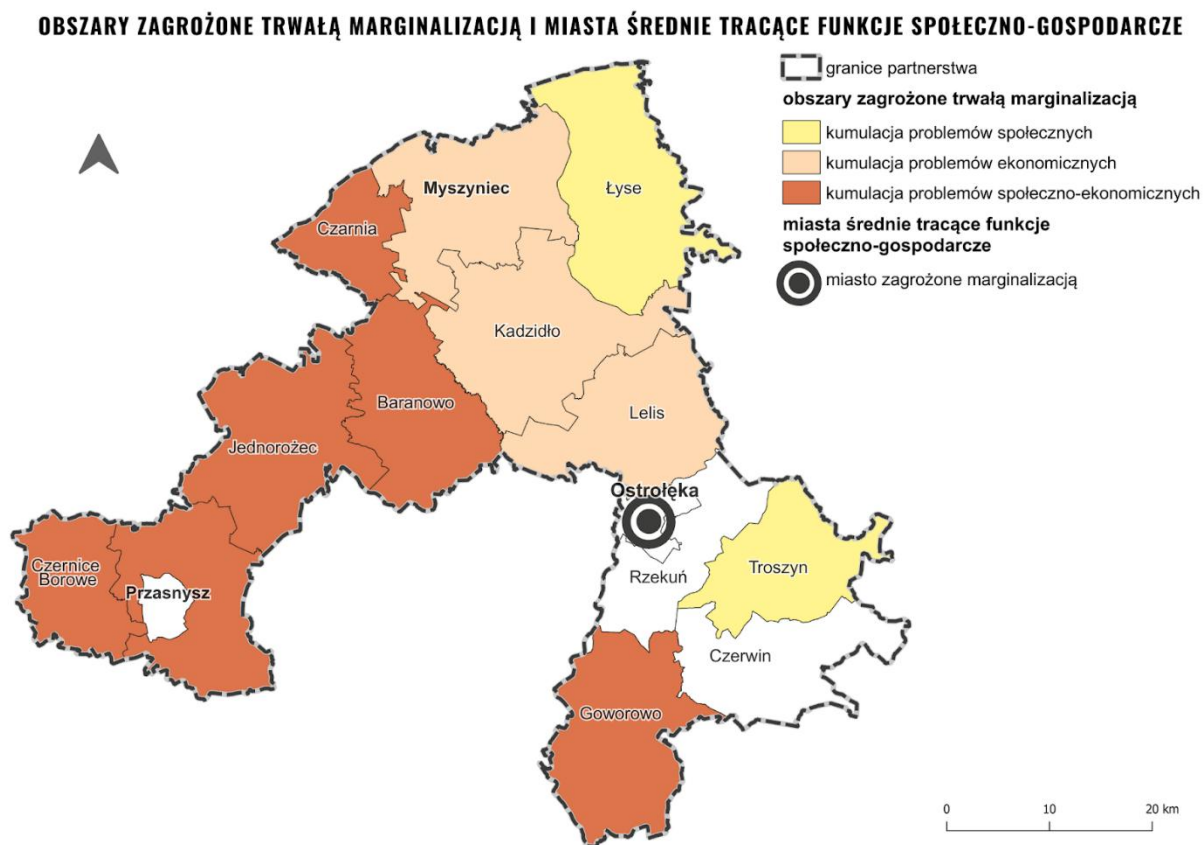 OBSZARY ZAGROŻONE TRWAŁĄ MARGINALIZACJĄ I MIASTA ŚREDNIE TRACĄCE FUNKCJE SPOŁECZNO-GOSPODARCZE
granice partnerstwa
obszary zagrożone trwałą marginalizacją
kumulacja problemów społecznych
kumulacja problemów ekonomicznych
kumulacja problemów społeczno-ekonomicznych
miasta średnie tracące funkcje
społeczno-gospodarcze
miasto zagrożone marginalizacją
Myszyniec
Łyse
Czarnia
Kadzidło
Baranowo
Lelis
Jednorożec
Ostrołęka
Czernice
Borowe
Przasnysz
Rzekuń
Troszyn
Czerwin
Goworowo
0 10 20 km